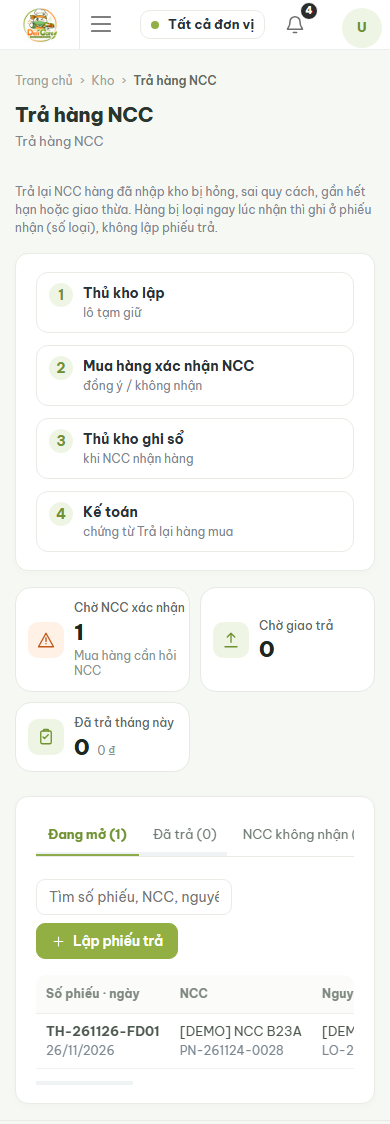 Tất cả đơn vị
4
U
Trang chủ › Kho › Trả hàng NCC
Trả hàng NCC
Trả hàng NCC
Trả lại NCC hàng đã nhập kho bị hỏng, sai quy cách, gần hết
hạn hoặc giao thừa. Hàng bị loại ngay lúc nhận thì ghi ở phiếu
nhận (số loại), không lập phiếu trả.
1 Thủ kho lập
lô tạm giữ
2 Mua hàng xác nhận NCC
đồng ý / không nhận
3 Thủ kho ghi sổ
khi NCC nhận hàng
4 Kế toán
chứng từ Trả lại hàng mua
Chờ NCC xác nhận
1
Mua hàng cần hỏi
NCC
Chờ giao trả
0
Đã trả tháng này
0 0 ₫
Đang mở (1) Đã trả (0) NCC không nhận (
Tìm số phiếu, NCC, nguyê
+ Lập phiếu trả
Số phiếu · ngày NCC Nguy
TH-261126-FD01 [DEMO] NCC B23A [DEM
26/11/2026 PN-261124-0028 LO-2